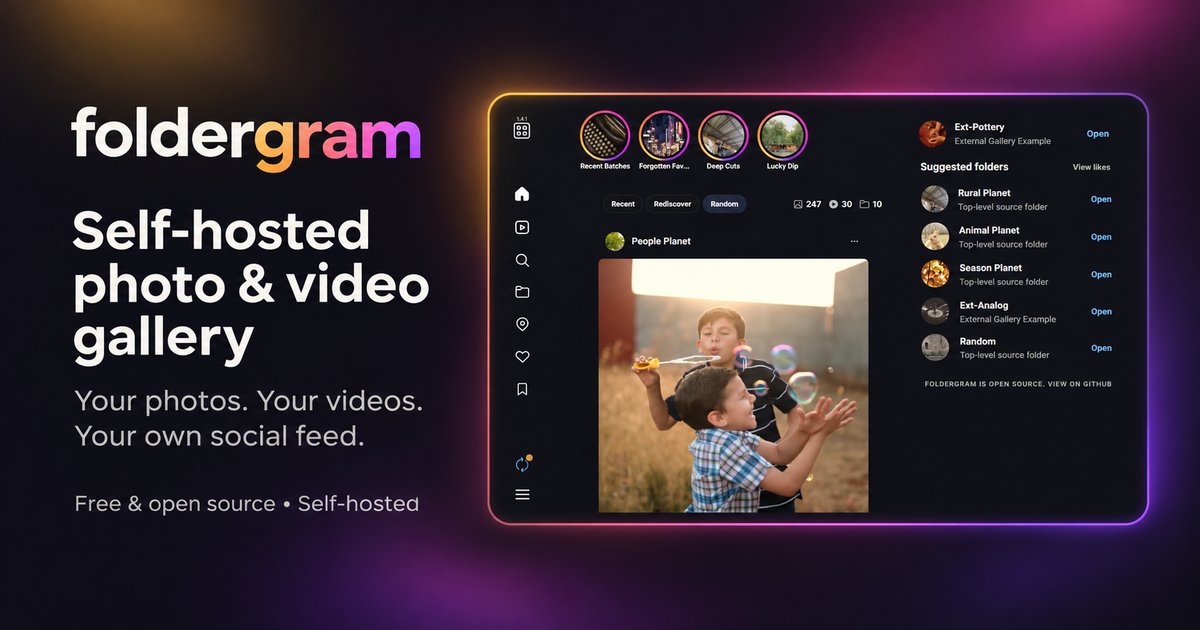 foldergram
Self-hosted
photo & video
gallery
Your photos. Your videos.
Your own social feed.
Free & open source • Self-hosted
1.4.1
Recent Batches
Forgotten Fav...
Deep Cuts
Lucky Dip
Recent
Rediscover
Random
247
30
10
People Planet
...
Ext-Pottery
External Gallery Example
Open
Suggested folders
View likes
Rural Planet
Top-level source folder
Open
Animal Planet
Top-level source folder
Open
Season Planet
Top-level source folder
Open
Ext-Analog
External Gallery Example
Open
Random
Top-level source folder
Open
FOLDERGRAM IS OPEN SOURCE. VIEW ON GITHUB